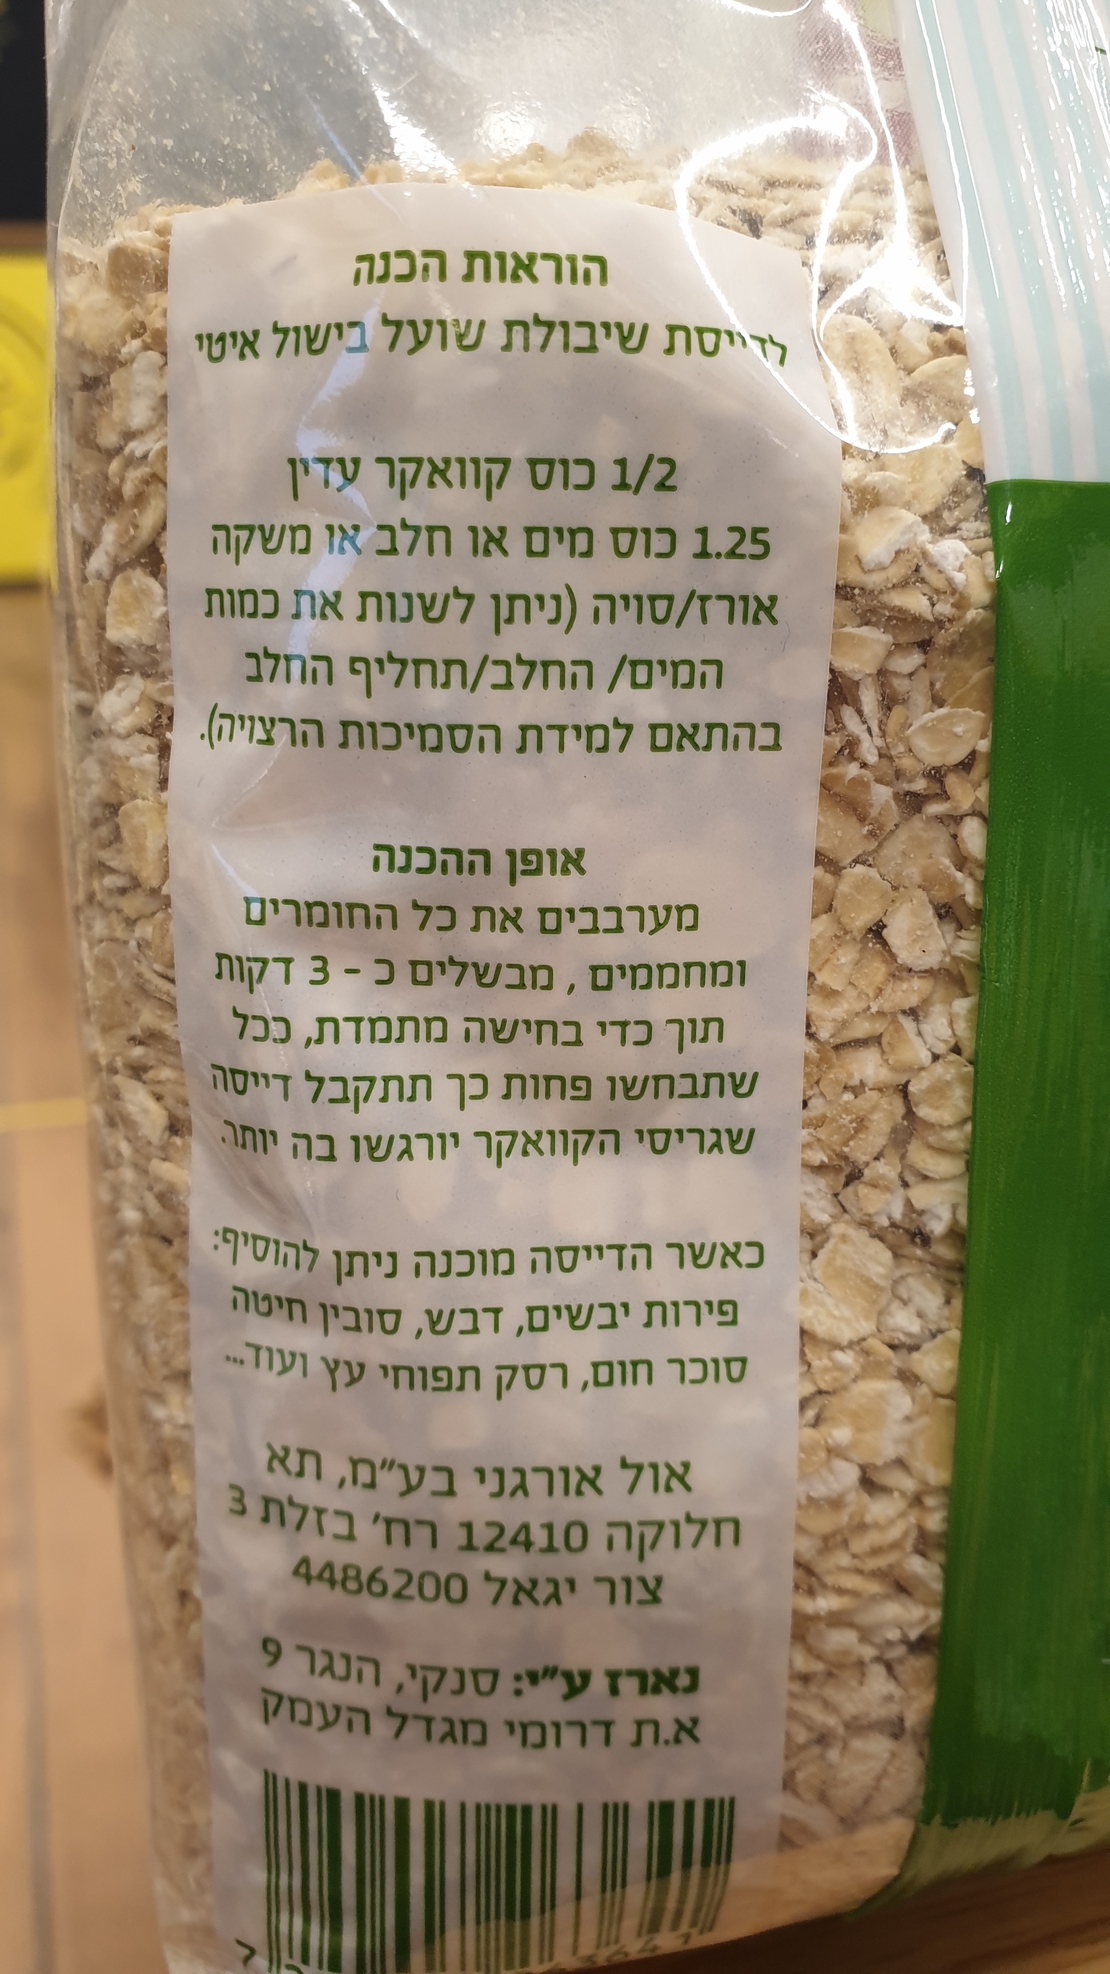 הוראות הכנה
לדייסת שיבולת שועל בישול איטי
1/2 כוס קוואקר עדין
1.25 כוס מים או חלב או משקה
אורז/סויה (ניתן לשנות את כמות
המים/ החלב/תחליף החלב
בהתאם למידת הסמיכות הרצויה).
אופן ההכנה
מערבבים את כל החומרים
ומחממים , מבשלים כ - 3 דקות
תוך כדי בחישה מתמדת, ככל
שתבחשו פחות כך תתקבל דייסה
שגריסי הקוואקר יורגשו בה יותר.
כאשר הדייסה מוכנה ניתן להוסיף:
פירות יבשים, דבש, סובין חיטה
סוכר חום, רסק תפוחי עץ ועוד...
אול אורגני בע"מ, תא
חלוקה 12410 רח' בזלת 3
צור יגאל 4486200
נארז ע"י: סנקי, הנגר 9
א.ת דרומי מגדל העמק